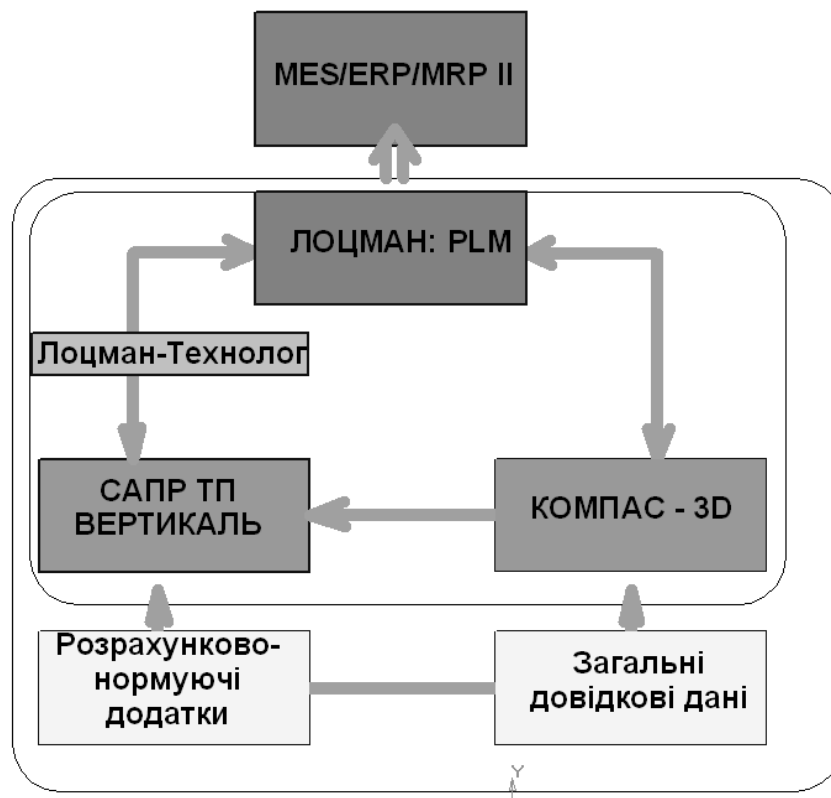 MES/ERP/MRP II
ЛОЦМАН: PLM
Лоцман-Технолог
САПР ТП
ВЕРТИКАЛЬ
КОМПАС - 3D
Розрахунково-
нормуючі
додатки
Загальні
довідкові дані
Y